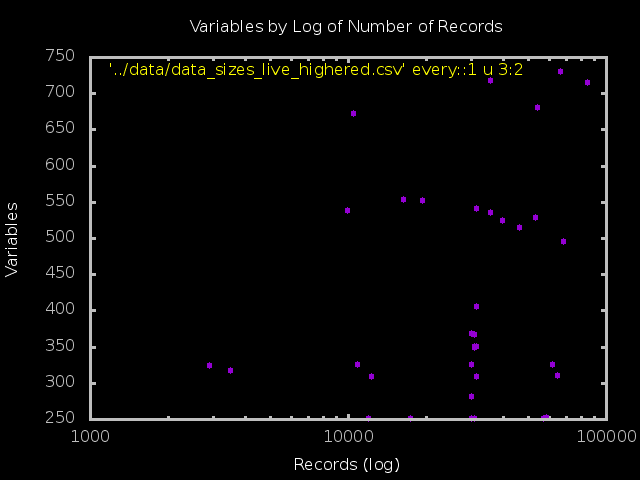 Variables by Log of Number of Records
750
'../data/data_sizes_live_highered.csv' every::1 u 3:2
700
650
600
550
500
450
400
350
300
250
Variables
1000 10000 100000
Records (log)